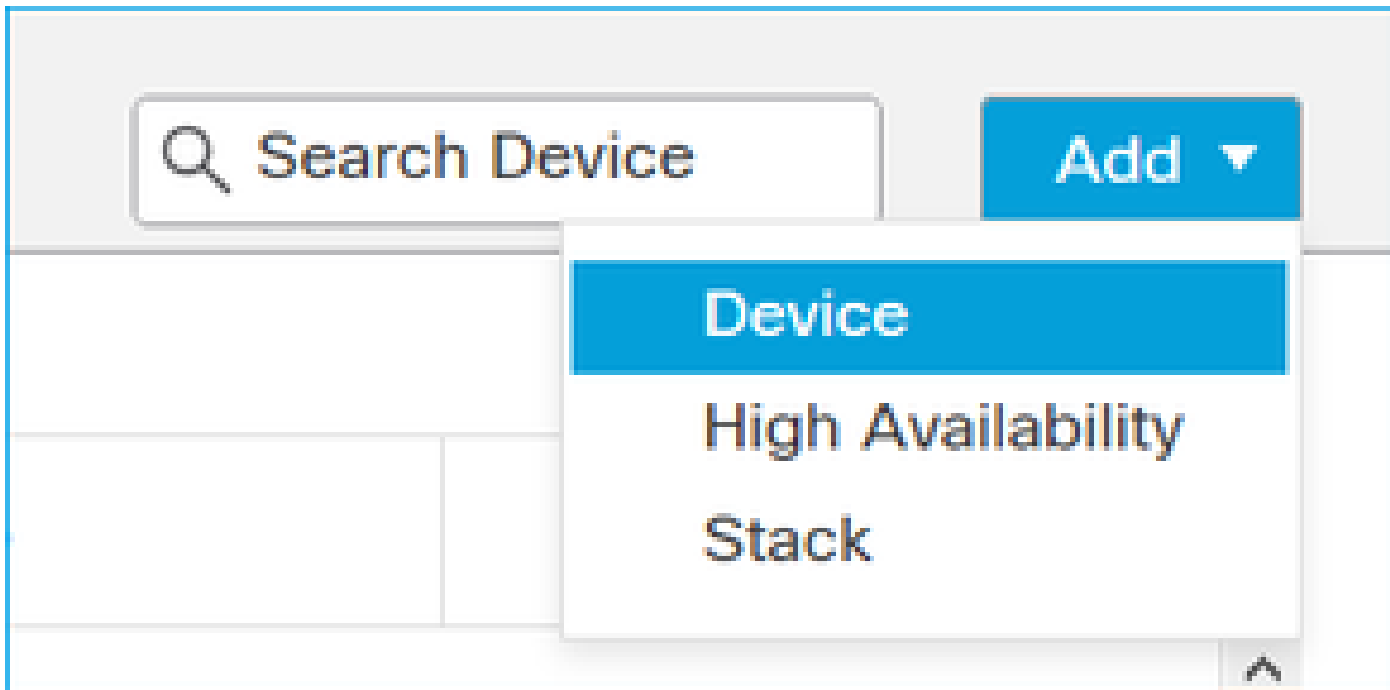 Search Device
Add
Device
High Availability
Stack